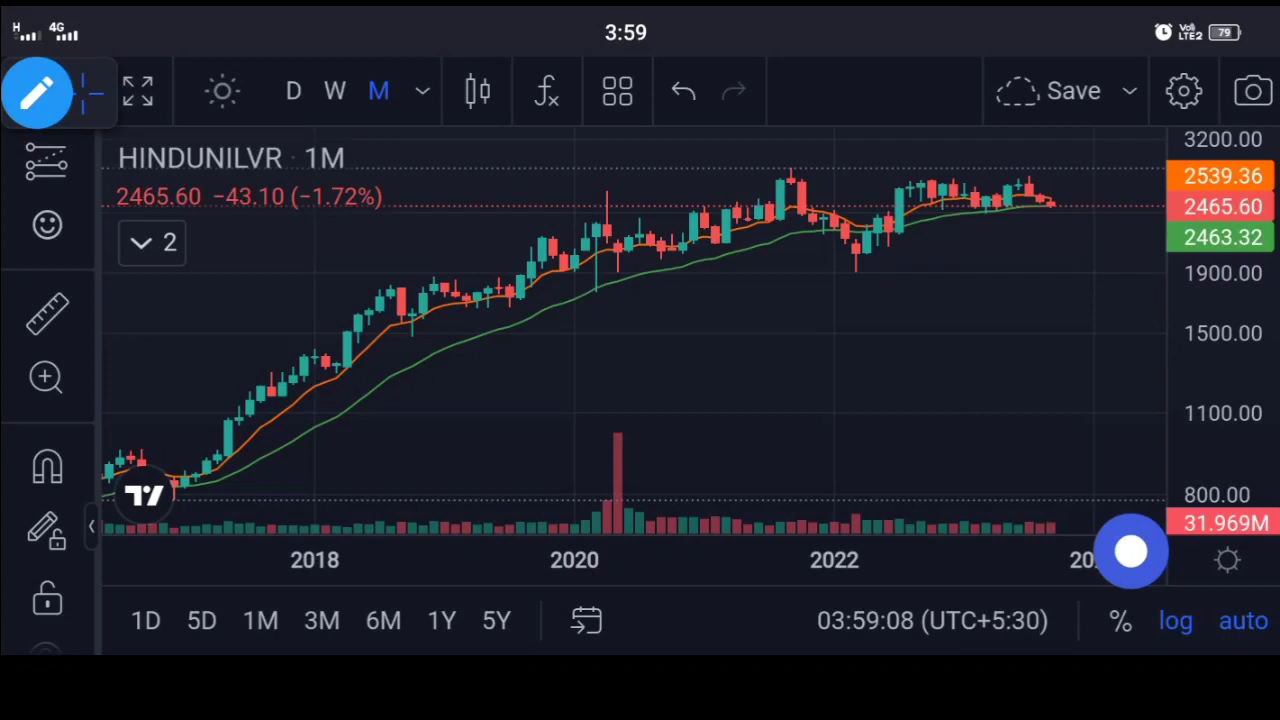 H 4G 3:59 Vo) LTE2 79
D W M Save
HINDUNILVR · 1M
2465.60 −43.10 (−1.72%)
2
3200.00
2539.36
2465.60
2463.32
1900.00
1500.00
1100.00
800.00
31.969M
2018 2020 2022
1D 5D 1M 3M 6M 1Y 5Y 03:59:08 (UTC+5:30) % log auto